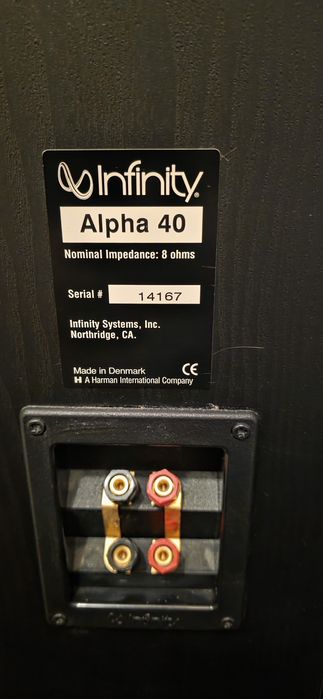 Infinity®
Alpha 40
Nominal Impedance: 8 ohms
Serial # 14167
Infinity Systems, Inc.
Northridge, CA.
Made in Denmark CE
H A Harman International Company
Infinity